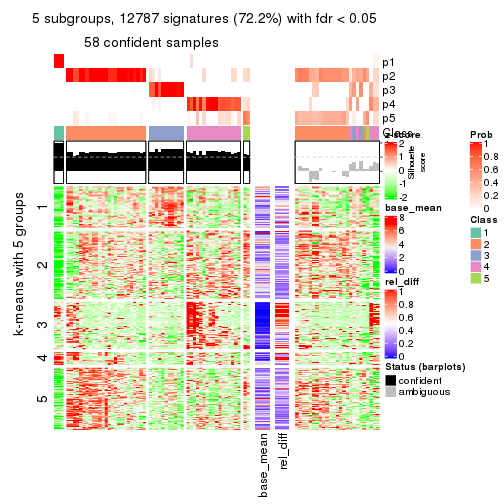 5 subgroups, 12787 signatures (72.2%) with fdr < 0.05
58 confident samples
p1
p2
p3
p4
p5
Class
Silhouette
score
k-means with 5 groups
1
2
3
4
5
base_mean
rel_diff
z-score
2
1
0
-1
-2
base_mean
8
6
4
2
0
rel_diff
1
0.8
0.6
0.4
0.2
0
Status (barplots)
confident
ambiguous
Prob
1
0.8
0.6
0.4
0.2
0
Class
1
2
3
4
5